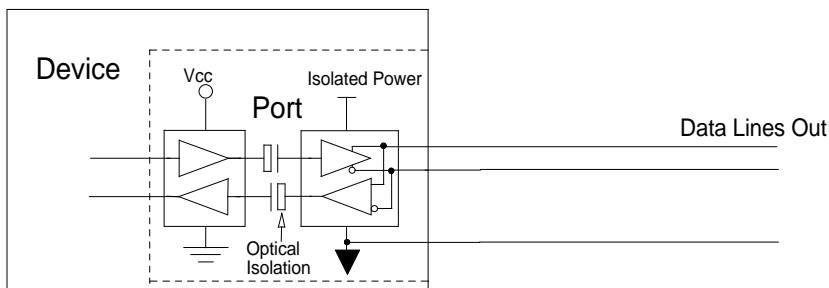 Device
Vcc
Isolated Power
Port
Data Lines Out
Optical
Isolation